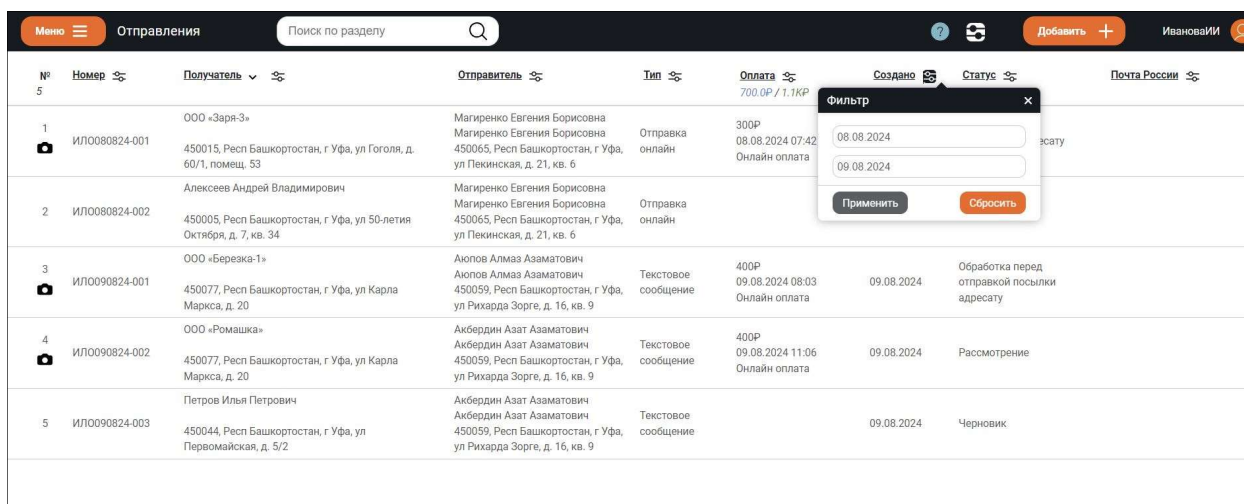 Меню Отправления Поиск по разделу ? Добавить ИвановаИИ
№ Номер Получатель Отправитель Тип Оплата Создано Статус Почта России
5 700.0₽ / 1.1K₽
Фильтр ×
08.08.2024
09.08.2024
Применить Сбросить
1 ИЛО080824-001
ООО «Заря-3»
450015, Респ Башкортостан, г Уфа, ул Гоголя, д.
60/1, помещ. 53
Магиренко Евгения Борисовна
Магиренко Евгения Борисовна
450065, Респ Башкортостан, г Уфа,
ул Пекинская, д. 21, кв. 6
Отправка
онлайн
300₽
08.08.2024 07:42
Онлайн оплата
2 ИЛО080824-002
Алексеев Андрей Владимирович
450005, Респ Башкортостан, г Уфа, ул 50-летия
Октября, д. 7, кв. 34
Магиренко Евгения Борисовна
Магиренко Евгения Борисовна
450065, Респ Башкортостан, г Уфа,
ул Пекинская, д. 21, кв. 6
Отправка
онлайн
3 ИЛО090824-001
ООО «Березка-1»
450077, Респ Башкортостан, г Уфа, ул Карла
Маркса, д. 20
Аюпов Алмаз Азаматович
Аюпов Алмаз Азаматович
450059, Респ Башкортостан, г Уфа,
ул Рихарда Зорге, д. 16, кв. 9
Текстовое
сообщение
400₽
09.08.2024 08:03
Онлайн оплата
09.08.2024
Обработка перед
отправкой посылки
адресату
4 ИЛО090824-002
ООО «Ромашка»
450077, Респ Башкортостан, г Уфа, ул Карла
Маркса, д. 20
Акбердин Азат Азаматович
Акбердин Азат Азаматович
450059, Респ Башкортостан, г Уфа,
ул Рихарда Зорге, д. 16, кв. 9
Текстовое
сообщение
400₽
09.08.2024 11:06
Онлайн оплата
09.08.2024
Рассмотрение
5 ИЛО090824-003
Петров Илья Петрович
450044, Респ Башкортостан, г Уфа, ул
Первомайская, д. 5/2
Акбердин Азат Азаматович
Акбердин Азат Азаматович
450059, Респ Башкортостан, г Уфа,
ул Рихарда Зорге, д. 16, кв. 9
Текстовое
сообщение
09.08.2024
Черновик